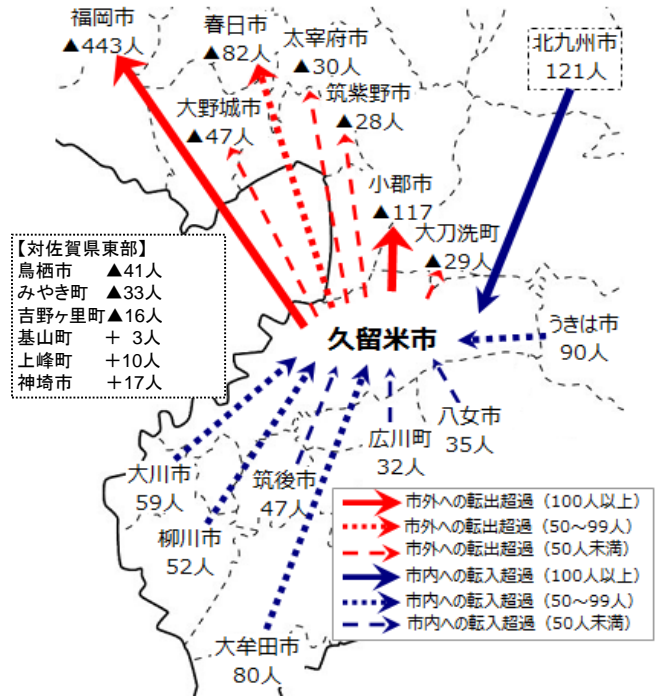 福岡市
▲443人
春日市
▲82人
太宰府市
▲30人
北九州市
121人
大野城市
▲47人
筑紫野市
▲28人
小郡市
▲117
大刀洗町
▲29人
【対佐賀県東部】
鳥栖市 ▲41人
みやき町 ▲33人
吉野ヶ里町▲16人
基山町 ＋ 3人
上峰町 ＋10人
神埼市 ＋17人
久留米市
うきは市
90人
八女市
35人
広川町
32人
大川市
59人
筑後市
47人
柳川市
52人
大牟田市
80人
市外への転出超過（100人以上）
市外への転出超過（50～99人）
市外への転出超過（50人未満）
市内への転入超過（100人以上）
市内への転入超過（50～99人）
市内への転入超過（50人未満）